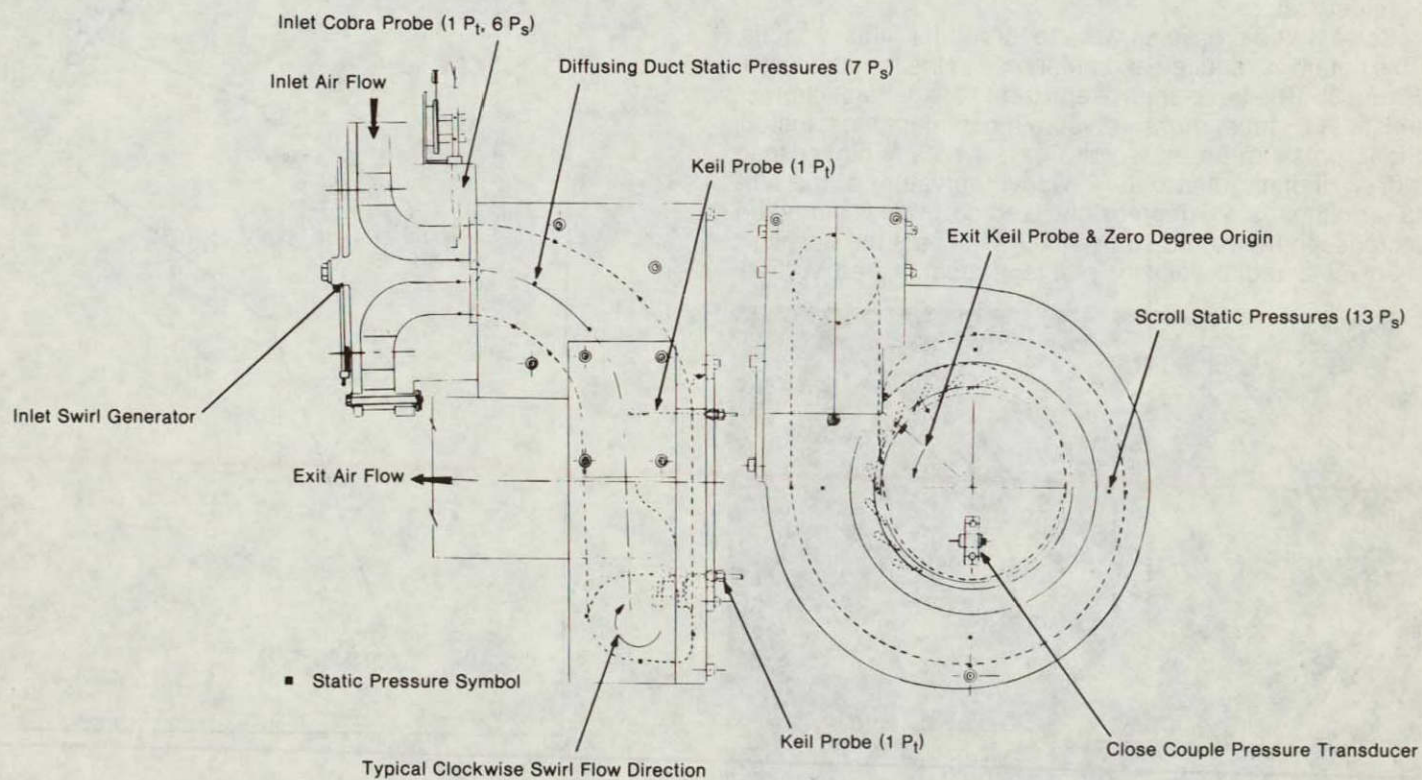 Inlet Cobra Probe (1 Pt, 6 Ps)
Inlet Air Flow
Diffusing Duct Static Pressures (7 Ps)
Keil Probe (1 Pt)
Exit Keil Probe & Zero Degree Origin
Scroll Static Pressures (13 Ps)
Inlet Swirl Generator
Exit Air Flow
■ Static Pressure Symbol
Keil Probe (1 Pt)
Close Couple Pressure Transducer
Typical Clockwise Swirl Flow Direction